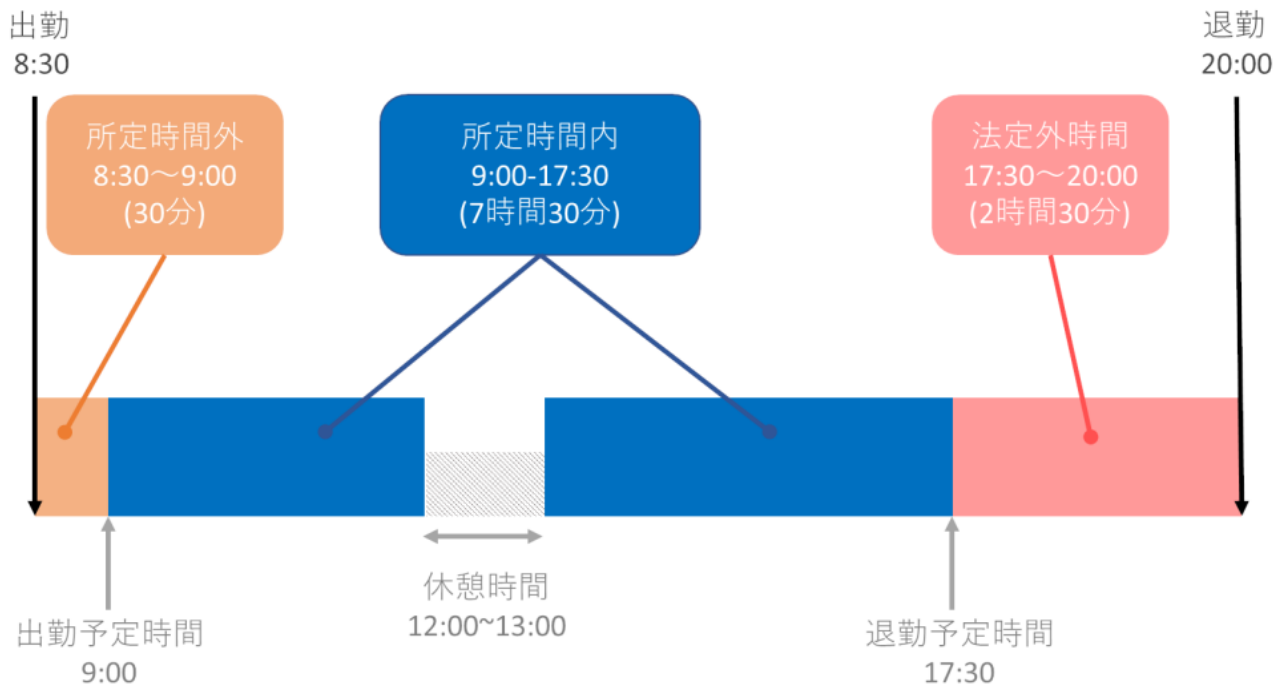 出勤
8:30
退勤
20:00
所定時間外
8:30～9:00
(30分)
所定時間内
9:00-17:30
(7時間30分)
法定外時間
17:30～20:00
(2時間30分)
休憩時間
12:00~13:00
出勤予定時間
9:00
退勤予定時間
17:30